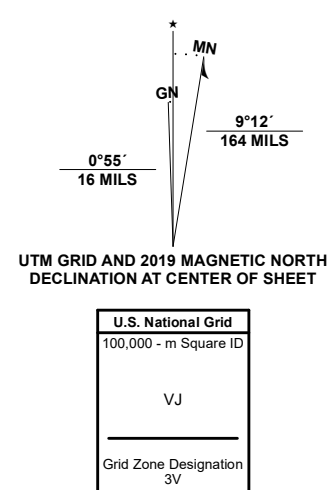 ★
MN
GN
9°12´
164 MILS
0°55´
16 MILS
UTM GRID AND 2019 MAGNETIC NORTH
DECLINATION AT CENTER OF SHEET
U.S. National Grid
100,000 - m Square ID
VJ
Grid Zone Designation
3V